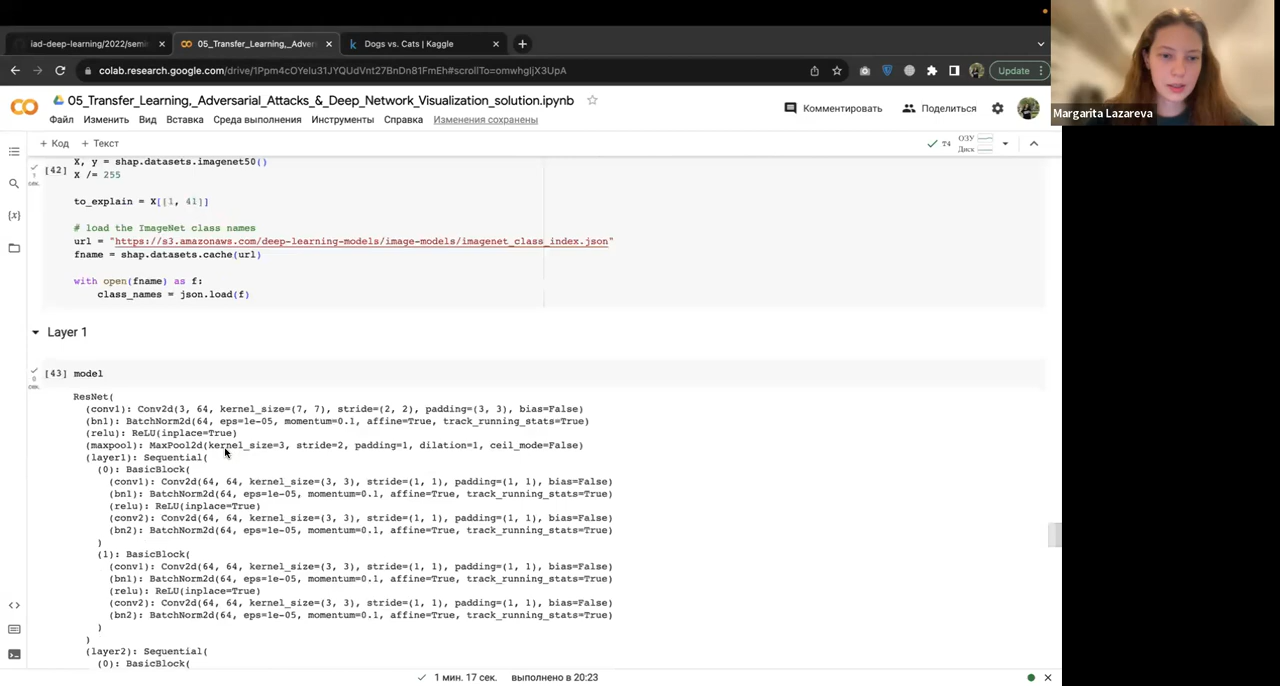 iad-deep-learning/2022/semi
05_Transfer_Learning,_Adver
Dogs vs. Cats | Kaggle
colab.research.google.com/drive/1Ppm4cOYelu31JYQUdVnt27BnDn81FmEh#scrollTo=omwhgIjX3UpA
Update
Margarita Lazareva
05_Transfer_Learning,_Adversarial_Attacks_&_Deep_Network_Visualization_solution.ipynb
Комментировать
Поделиться
Файл Изменить Вид Вставка Среда выполнения Инструменты Справка Изменения сохранены
+ Код + Текст
T4
ОЗУ
Диск
X, y = shap.datasets.imagenet50()
[42]
X /= 255
1
сек.
to_explain = X[[1, 41]]
# load the ImageNet class names
url = "https://s3.amazonaws.com/deep-learning-models/image-models/imagenet_class_index.json"
fname = shap.datasets.cache(url)
with open(fname) as f:
class_names = json.load(f)
Layer 1
[43] model
0
сек.
ResNet(
(conv1): Conv2d(3, 64, kernel_size=(7, 7), stride=(2, 2), padding=(3, 3), bias=False)
(bn1): BatchNorm2d(64, eps=1e-05, momentum=0.1, affine=True, track_running_stats=True)
(relu): ReLU(inplace=True)
(maxpool): MaxPool2d(kernel_size=3, stride=2, padding=1, dilation=1, ceil_mode=False)
(layer1): Sequential(
(0): BasicBlock(
(conv1): Conv2d(64, 64, kernel_size=(3, 3), stride=(1, 1), padding=(1, 1), bias=False)
(bn1): BatchNorm2d(64, eps=1e-05, momentum=0.1, affine=True, track_running_stats=True)
(relu): ReLU(inplace=True)
(conv2): Conv2d(64, 64, kernel_size=(3, 3), stride=(1, 1), padding=(1, 1), bias=False)
(bn2): BatchNorm2d(64, eps=1e-05, momentum=0.1, affine=True, track_running_stats=True)
)
(1): BasicBlock(
(conv1): Conv2d(64, 64, kernel_size=(3, 3), stride=(1, 1), padding=(1, 1), bias=False)
(bn1): BatchNorm2d(64, eps=1e-05, momentum=0.1, affine=True, track_running_stats=True)
(relu): ReLU(inplace=True)
(conv2): Conv2d(64, 64, kernel_size=(3, 3), stride=(1, 1), padding=(1, 1), bias=False)
(bn2): BatchNorm2d(64, eps=1e-05, momentum=0.1, affine=True, track_running_stats=True)
)
)
(layer2): Sequential(
(0): BasicBlock(
1 мин. 17 сек. выполнено в 20:23